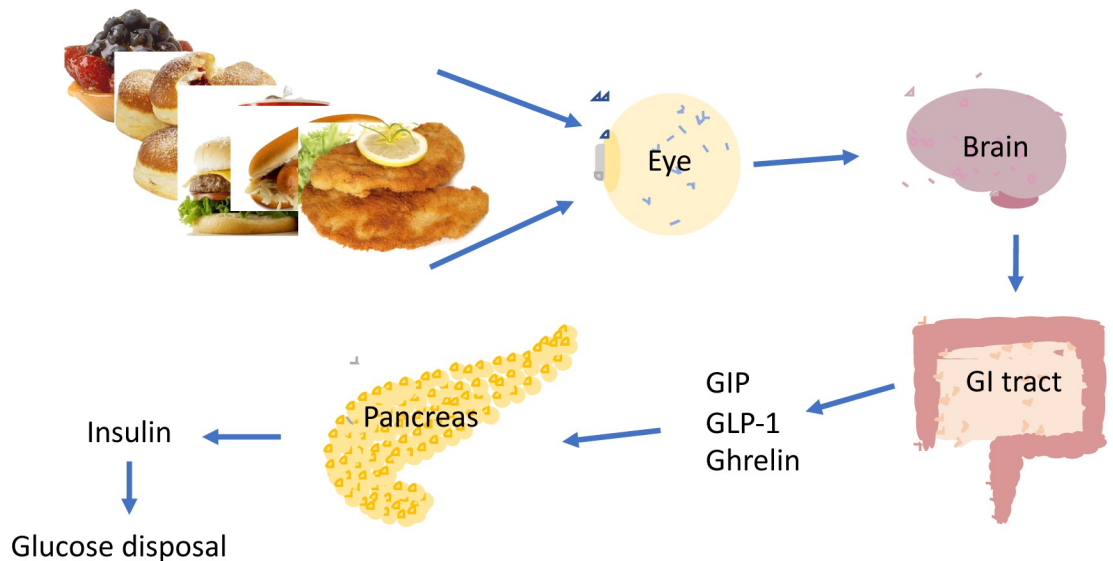 Eye
Brain
GI tract
GIP
GLP-1
Ghrelin
Pancreas
Insulin
Glucose disposal